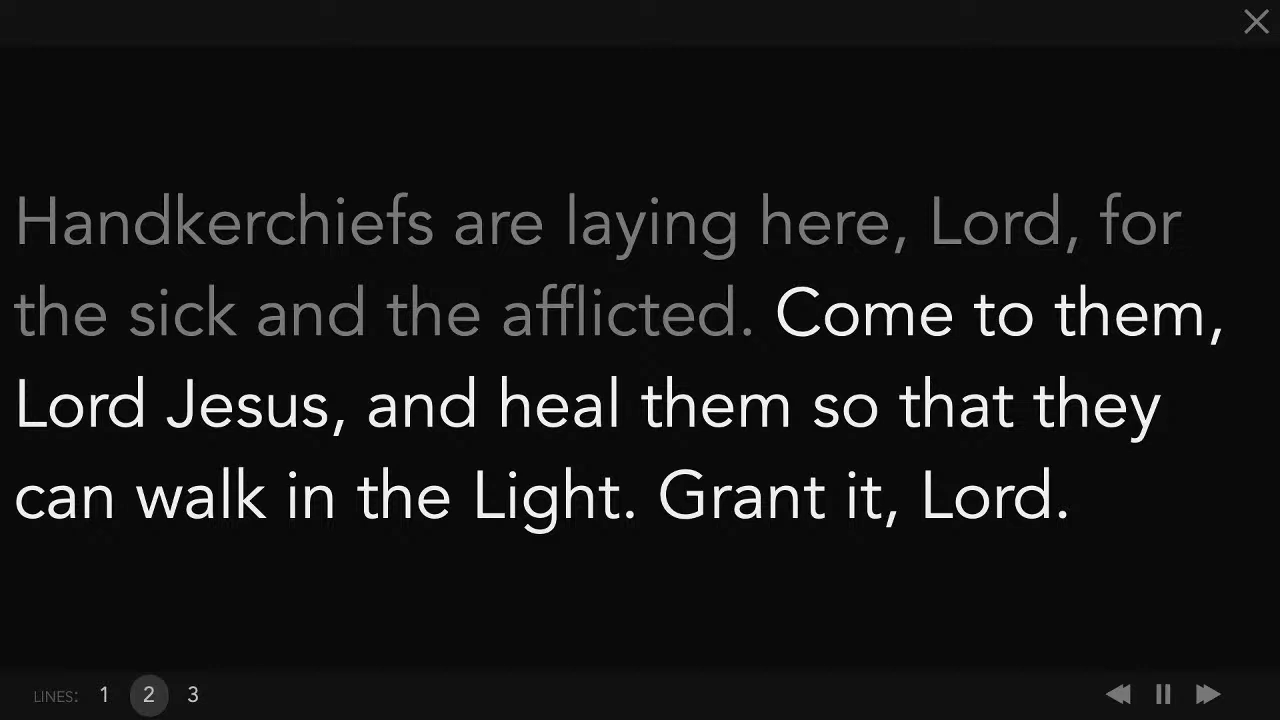 Handkerchiefs are laying here, Lord, for
the sick and the afflicted. Come to them,
Lord Jesus, and heal them so that they
can walk in the Light. Grant it, Lord.
LINES: 1 2 3